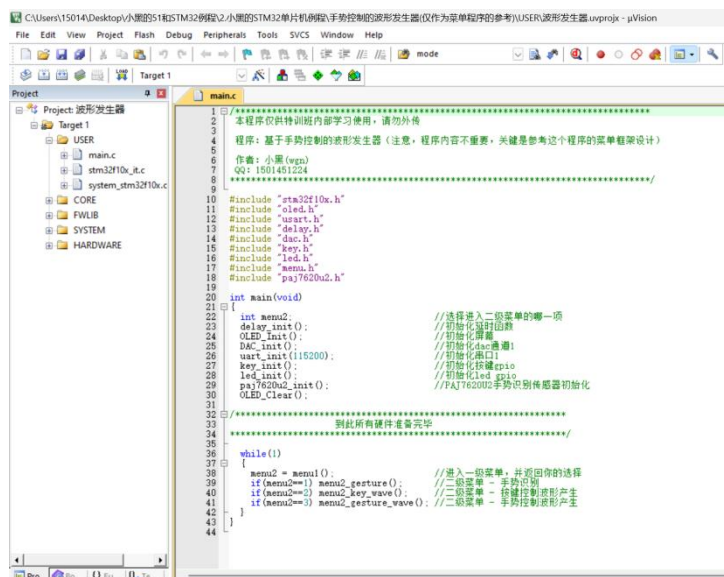 C:\Users\15014\Desktop\小黑的51和STM32例程\2.小黑的STM32单片机例程\手势控制的波形发生器(仅作为菜单程序的参考)\USER\波形发生器.uvprojx - µVision
File Edit View Project Flash Debug Peripherals Tools SVCS Window Help
mode
Target 1
Project
main.c
Project: 波形发生器
Target 1
USER
main.c
stm32f10x_it.c
system_stm32f10x.c
CORE
FWLIB
SYSTEM
HARDWARE
1 /******************************************************************************
2 本程序仅供特训班内部学习使用，请勿外传
3
4 程序：基于手势控制的波形发生器（注意，程序内容不重要，关键是参考这个程序的菜单框架设计）
5
6 作者：小黑(wgn)
7 QQ：1501451224
8 ******************************************************************************/
9
10 #include "stm32f10x.h"
11 #include "oled.h"
12 #include "usart.h"
13 #include "delay.h"
14 #include "dac.h"
15 #include "key.h"
16 #include "led.h"
17 #include "menu.h"
18 #include "paj7620u2.h"
19
20 int main(void)
21 {
22 int menu2; //选择进入二级菜单的哪一项
23 delay_init(); //初始化延时函数
24 OLED_Init(); //初始化屏幕
25 DAC_init(); //初始化dac通道1
26 uart_init(115200); //初始化串口1
27 key_init(); //初始化按键gpio
28 led_init(); //初始化led gpio
29 paj7620u2_init(); //PAJ7620U2手势识别传感器初始化
30 OLED_Clear();
31
32 /***************************************************************
33 到此所有硬件准备完毕
34 ***************************************************************/
35
36 while(1)
37 {
38 menu2 = menu1(); //进入一级菜单，并返回你的选择
39 if(menu2==1) menu2_gesture(); //二级菜单 - 手势识别
40 if(menu2==2) menu2_key_wave(); //二级菜单 - 按键控制波形产生
41 if(menu2==3) menu2_gesture_wave(); //二级菜单 - 手势控制波形产生
42 }
43 }
44